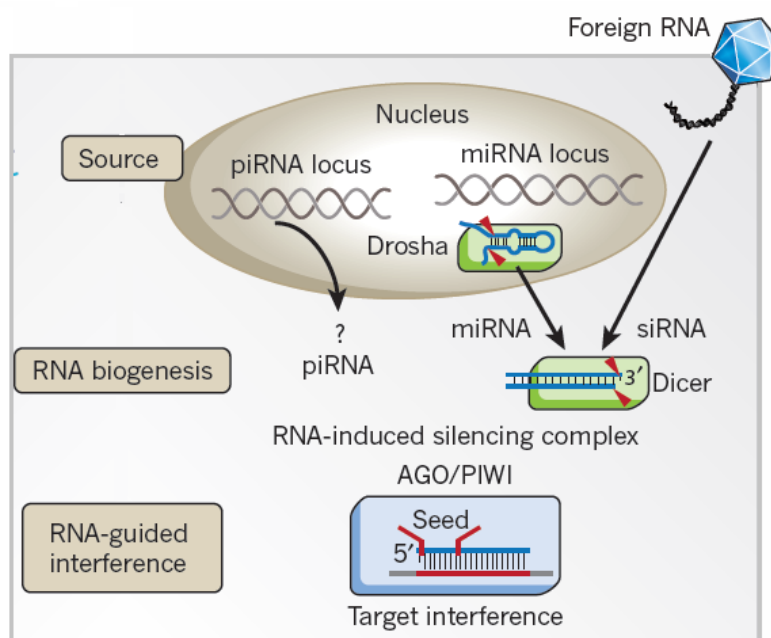 Foreign RNA
Nucleus
Source
piRNA locus
miRNA locus
Drosha
?
piRNA
miRNA
siRNA
RNA biogenesis
3′
Dicer
RNA-induced silencing complex
AGO/PIWI
RNA-guided
interference
Seed
5′
Target interference